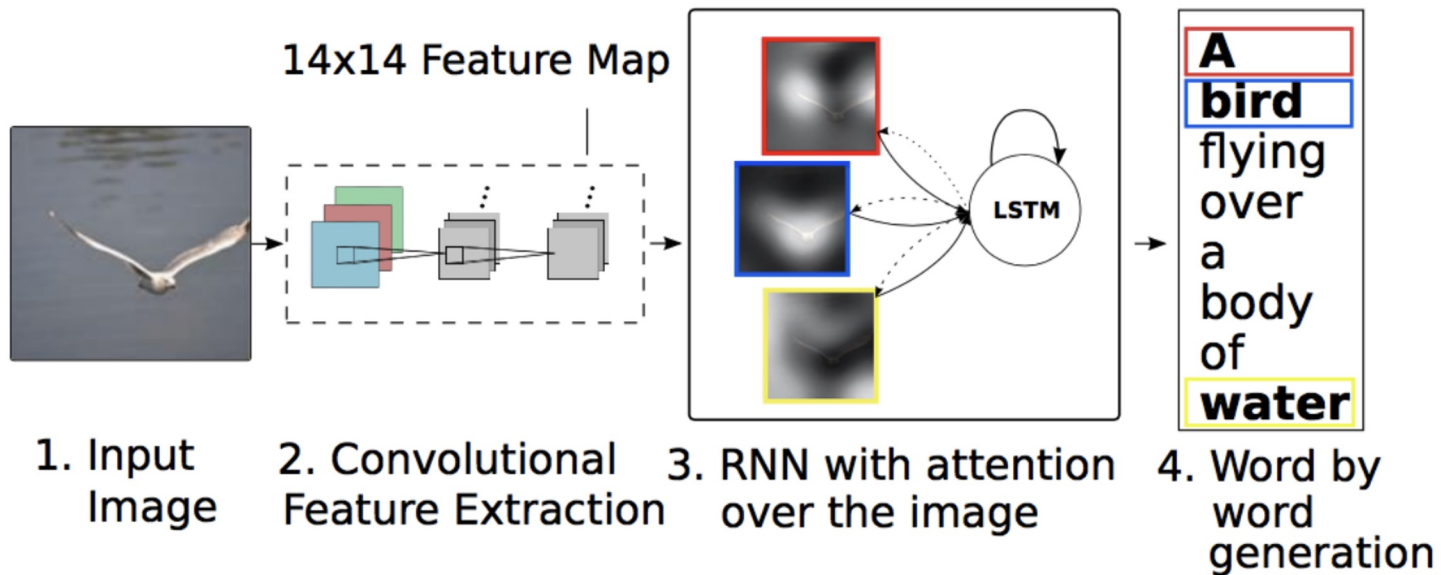 14x14 Feature Map
LSTM
A
bird
flying
over
a
body
of
water
1. Input
Image
2. Convolutional
Feature Extraction
3. RNN with attention
over the image
4. Word by
word
generation